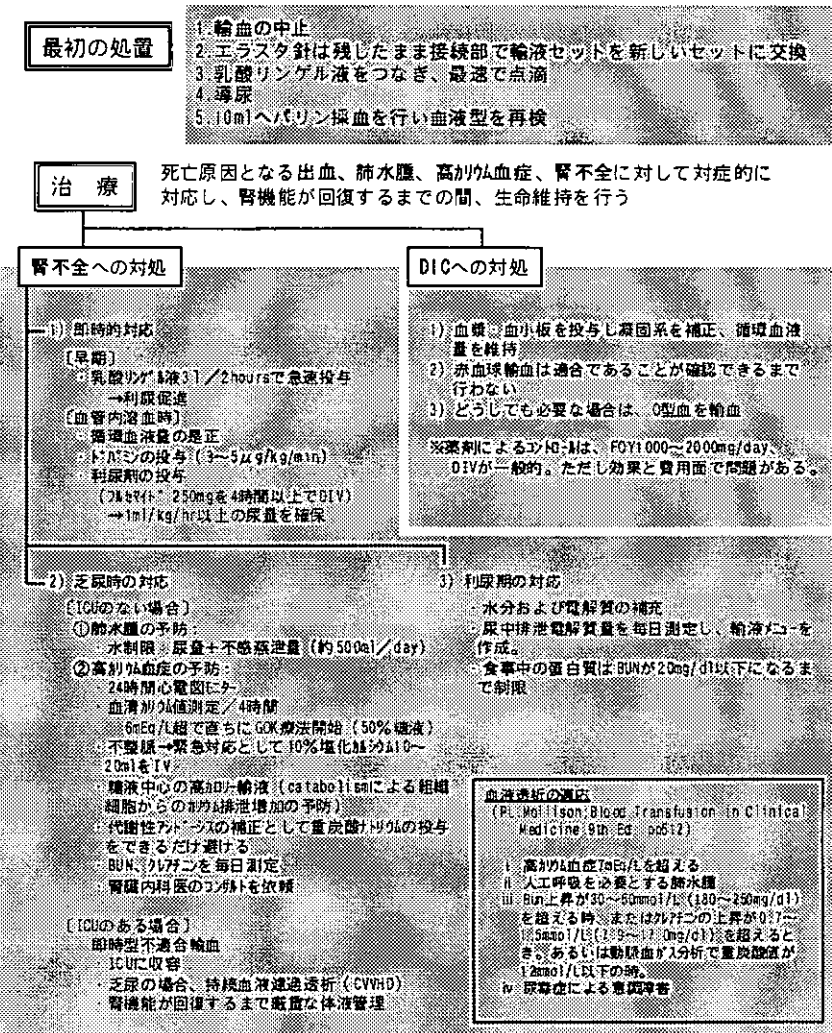 最初の処置
1.輸血の中止
2.エラスタ針は残したまま接続部で輸液セットを新しいセットに交換
3.乳酸リンゲル液をつなぎ、最速で点滴
4.導尿
5.10mlヘパリン採血を行い血液型を再検
治 療
死亡原因となる出血、肺水腫、高カリウム血症、腎不全に対して対症的に
対応し、腎機能が回復するまでの間、生命維持を行う
腎不全への対処
1) 即時的対応
〔早期〕
・乳酸リンゲル液3l/2hoursで急速投与
→利尿促進
〔血管内溶血時〕
・循環血液量の是正
・ドパミンの投与(3~5μg/kg/min)
・利尿剤の投与
(フルセマイド 250mgを4時間以上でDIV)
→1ml/kg/hr以上の尿量を確保
DICへの対処
1) 血漿、血小板を投与し凝固系を補正、循環血液
量を維持
2) 赤血球輸血は適合であることが確認できるまで
行わない
3) どうしても必要な場合は、O型血を輸血
※薬剤によるコントロールは、FOY1000~2000mg/day、
DIVが一般的。ただし効果と費用面で問題がある。
2) 乏尿時の対応
〔ICUのない場合〕
①肺水腫の予防:
・水制限:尿量+不感蒸泄量(約500ml/day)
②高カリウム血症の予防:
・24時間心電図モニター
・血清カリウム値測定/4時間
6mEq/L超で直ちにGOK療法開始(50%糖液)
・不整脈→緊急対応として10%塩化カルシウム10~
20mlをIV
・糖液中心の高カロリー輸液(catabolismによる組織
細胞からのカリウム排泄増加の予防)
・代謝性アシドーシスの補正として重炭酸ナトリウムの投与
をできるだけ避ける
・BUN、クレアチニンを毎日測定
・腎臓内科医のコンサルトを依頼
〔ICUのある場合〕
即時型不適合輸血
・ICUに収容
・乏尿の場合、持続血液濾過透析(CVVHD)
・腎機能が回復するまで厳重な体液管理
3) 利尿期の対応
・水分および電解質の補充
・尿中排泄電解質量を毎日測定し、輸液メニューを
作成。
・食事中の蛋白質はBUNが20mg/dl以下になるま
で制限
血液透析の適応
(PL:Mollison:Blood Transfusion in Clinical
Medicine 9th Ed pp512)
i 高カリウム血症7mEq/Lを超える
ii 人工呼吸を必要とする肺水腫
iii Bun上昇が30~50mmol/L(180~250mg/dl)
を超える時、またはクレアチニンの上昇が0.7~
1.5mmol/L を超えると
き。あるいは動脈血ガス分析で重炭酸値が
12mmol/L以下の時。
iv 尿毒症による意識障害